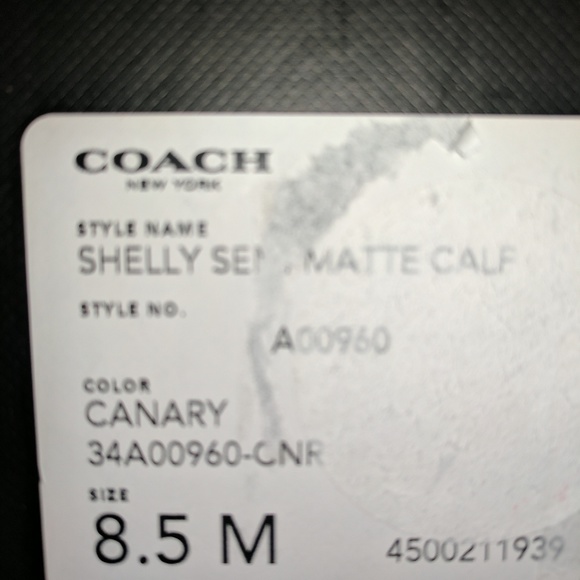 COACH
NEW YORK
STYLE NAME
SHELLY MATTE CALF
STYLE NO.
A00960
COLOR
CANARY
34A00960-CNR
SIZE
8.5 M
4500211939